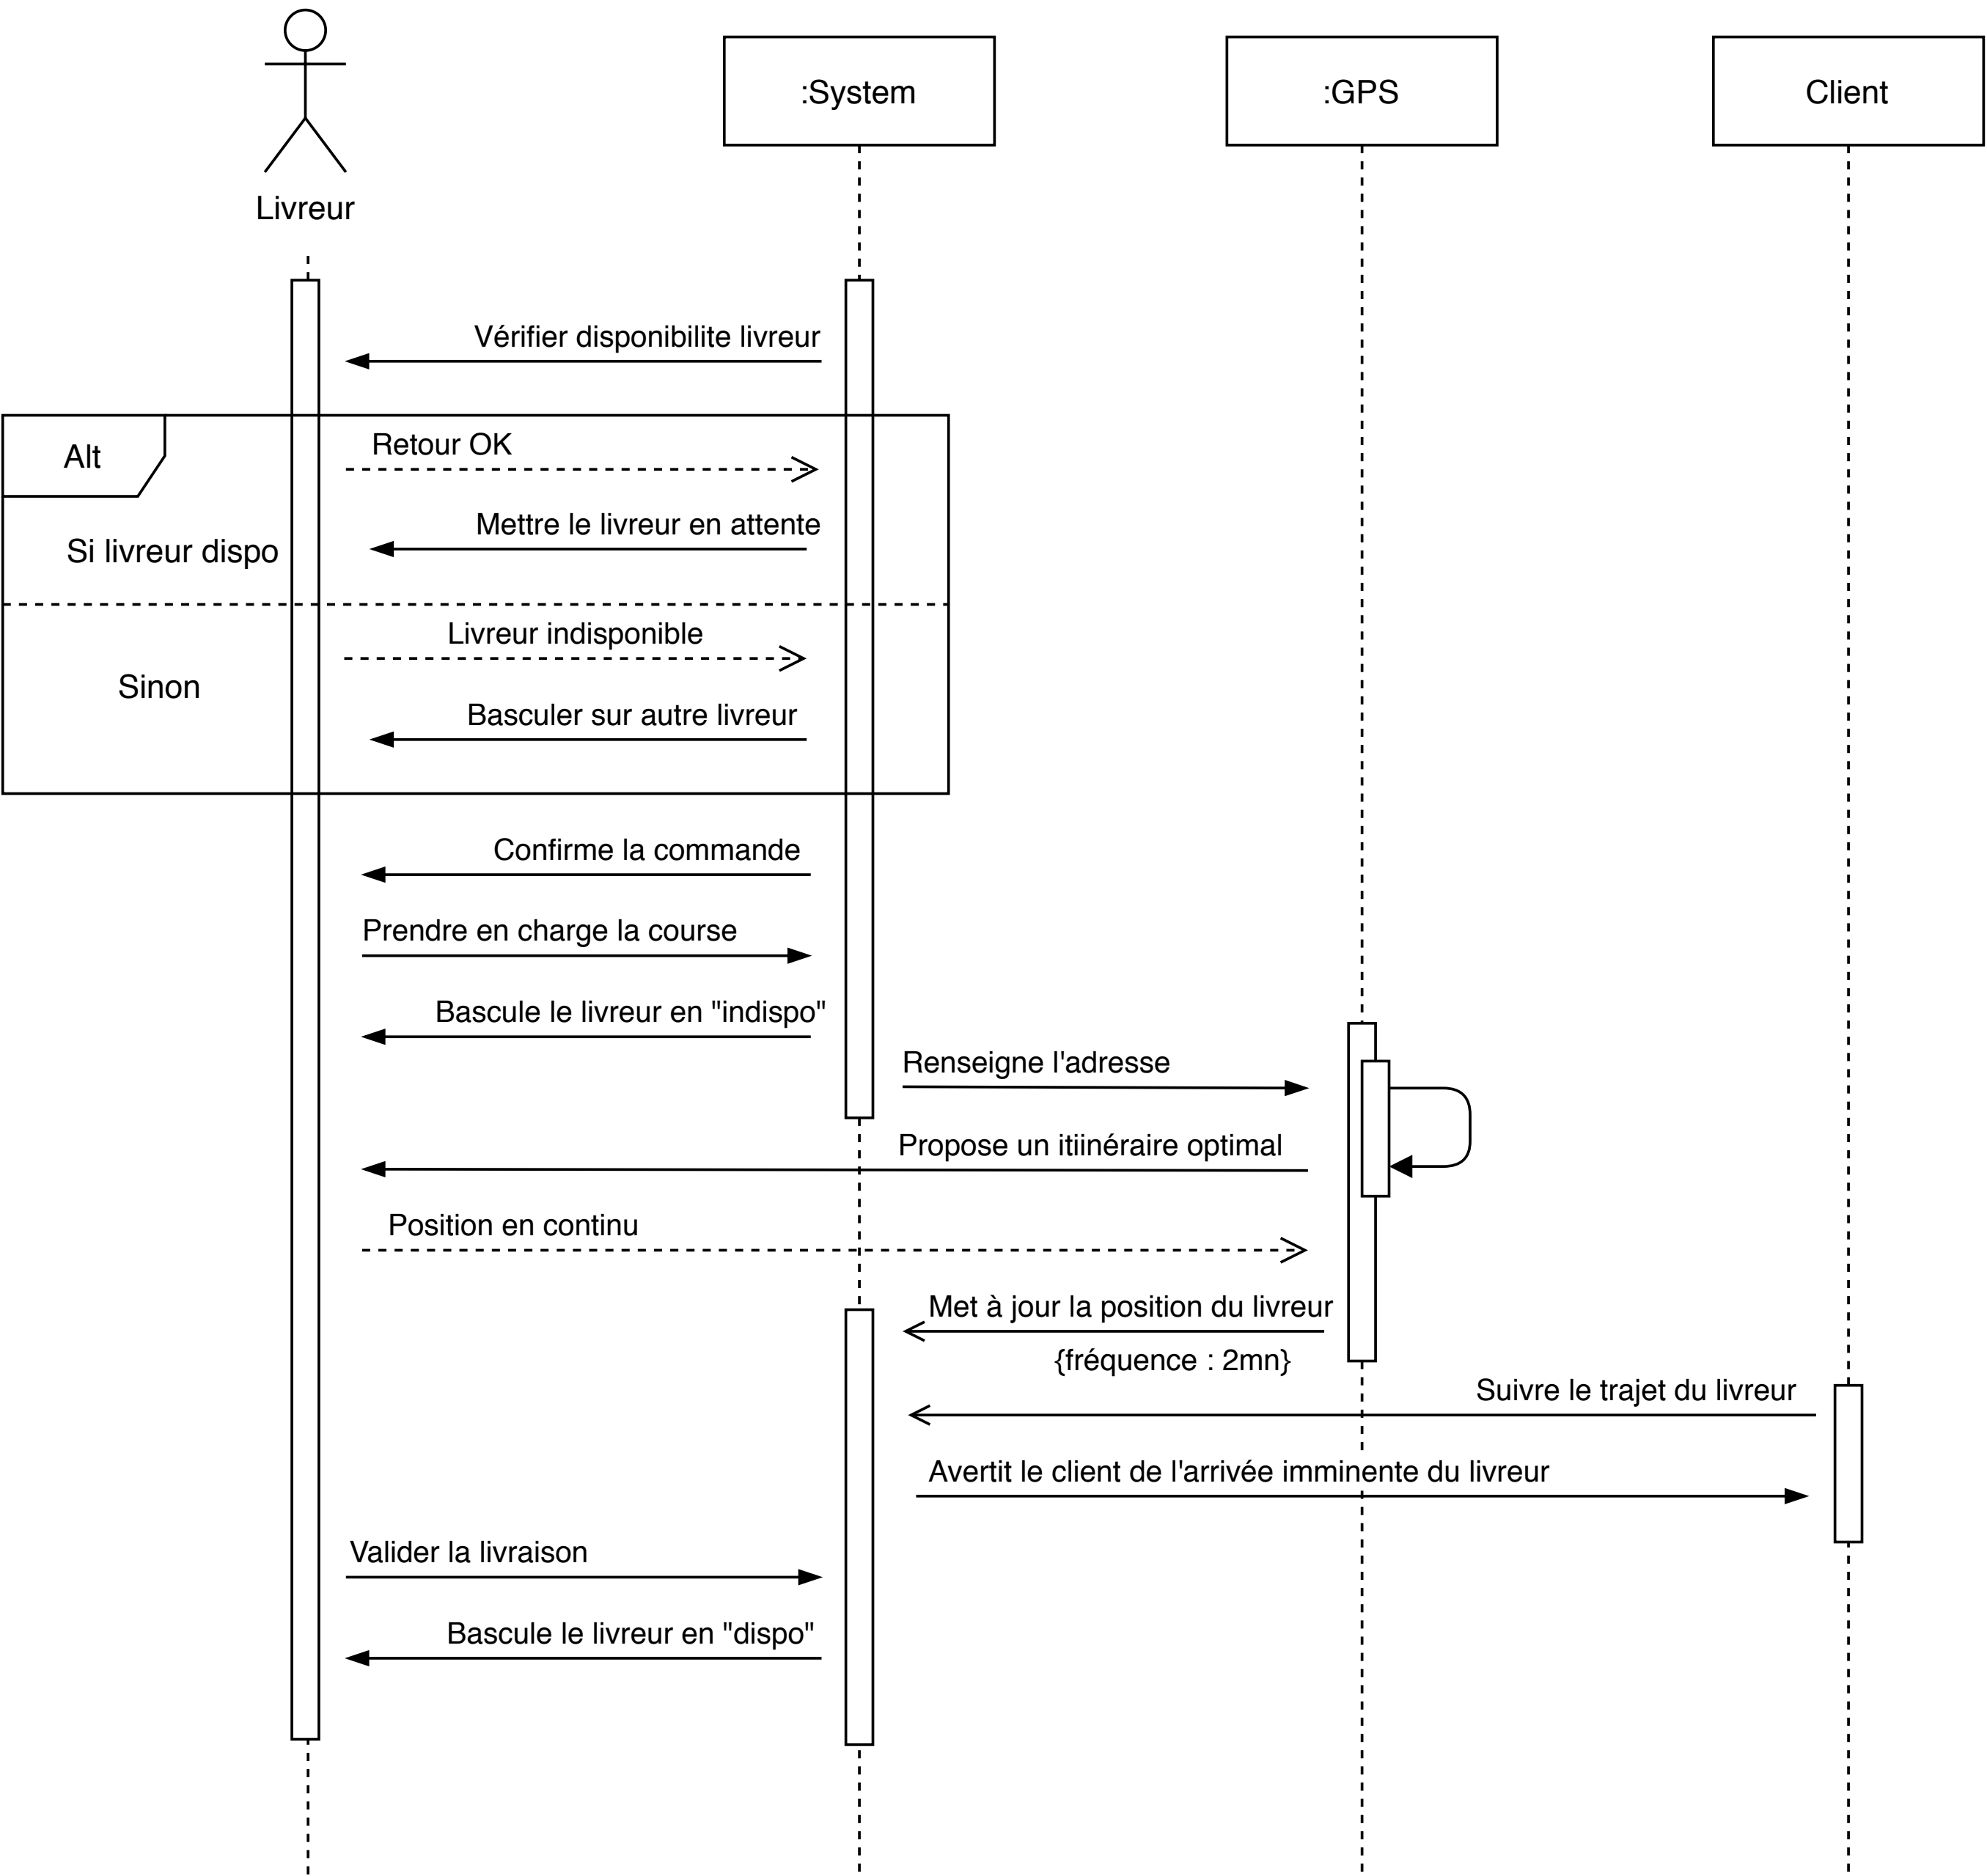 :System
:GPS
Client
Livreur
Vérifier disponibilite livreur
Alt
Retour OK
Mettre le livreur en attente
Si livreur dispo
Livreur indisponible
Sinon
Basculer sur autre livreur
Confirme la commande
Prendre en charge la course
Bascule le livreur en "indispo"
Renseigne l'adresse
Propose un itiinéraire optimal
Position en continu
Met à jour la position du livreur
{fréquence : 2mn}
Suivre le trajet du livreur
Avertit le client de l'arrivée imminente du livreur
Valider la livraison
Bascule le livreur en "dispo"